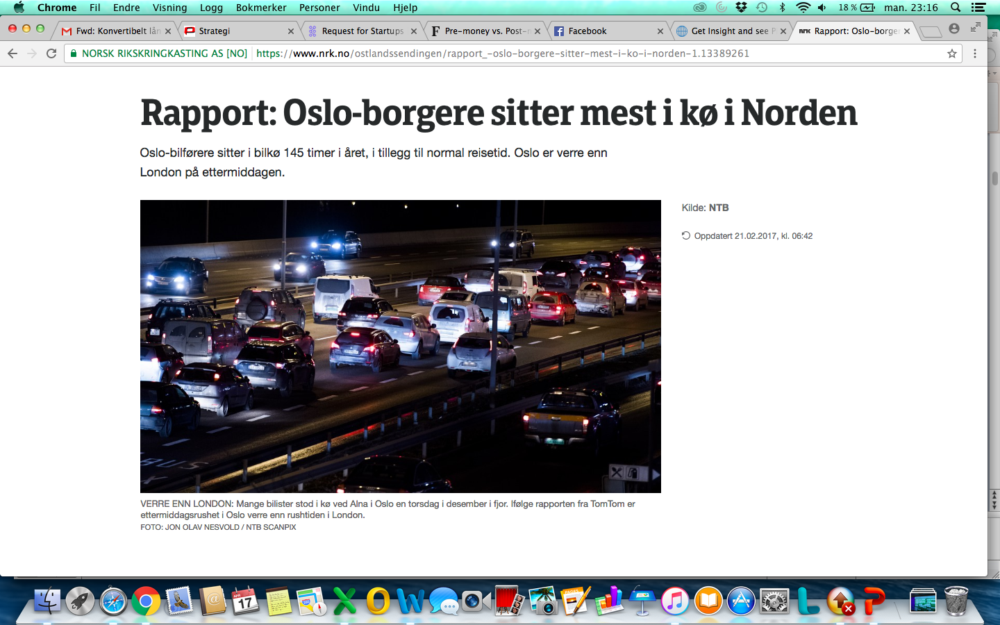 Chrome Fil Endre Visning Logg Bokmerker Personer Vindu Hjelp 18 % man. 23:16
Fwd: Konvertibelt lån Strategi Request for Startups Pre-money vs. Post-m Facebook Get Insight and see P nrk Rapport: Oslo-borger
NORSK RIKSKRINGKASTING AS [NO] https://www.nrk.no/ostlandssendingen/rapport_-oslo-borgere-sitter-mest-i-ko-i-norden-1.13389261
Rapport: Oslo-borgere sitter mest i kø i Norden
Oslo-bilførere sitter i bilkø 145 timer i året, i tillegg til normal reisetid. Oslo er verre enn
London på ettermiddagen.
Kilde: NTB
Oppdatert 21.02.2017, kl. 06:42
BUSS
VERRE ENN LONDON: Mange bilister stod i kø ved Alna i Oslo en torsdag i desember i fjor. Ifølge rapporten fra TomTom er
ettermiddagsrushet i Oslo verre enn rushtiden i London.
FOTO: JON OLAV NESVOLD / NTB SCANPIX
APR
17